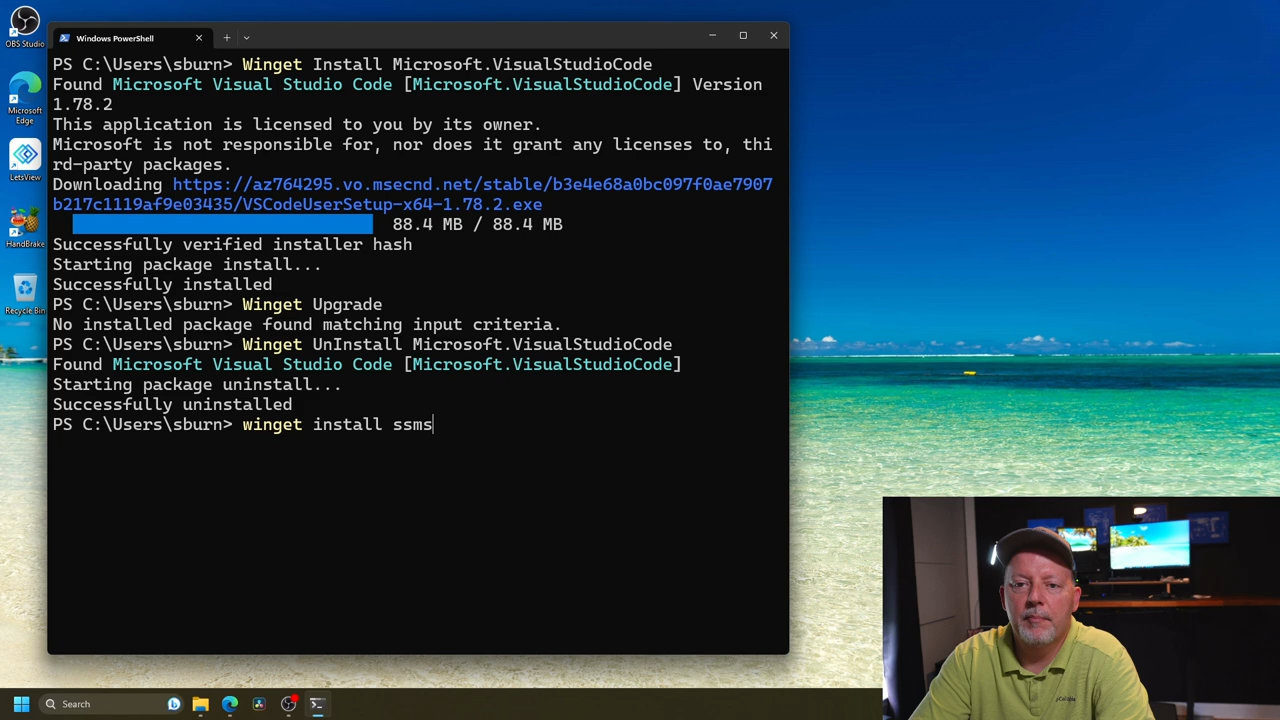 OBS Studio
Microsoft
Edge
LetsView
HandBrake
Recycle Bin
Windows PowerShell
PS C:\Users\sburn> Winget Install Microsoft.VisualStudioCode
Found Microsoft Visual Studio Code [Microsoft.VisualStudioCode] Version
1.78.2
This application is licensed to you by its owner.
Microsoft is not responsible for, nor does it grant any licenses to, thi
rd-party packages.
Downloading https://az764295.vo.msecnd.net/stable/b3e4e68a0bc097f0ae7907
b217c1119af9e03435/VSCodeUserSetup-x64-1.78.2.exe
88.4 MB / 88.4 MB
Successfully verified installer hash
Starting package install...
Successfully installed
PS C:\Users\sburn> Winget Upgrade
No installed package found matching input criteria.
PS C:\Users\sburn> Winget UnInstall Microsoft.VisualStudioCode
Found Microsoft Visual Studio Code [Microsoft.VisualStudioCode]
Starting package uninstall...
Successfully uninstalled
PS C:\Users\sburn> winget install ssms
Search